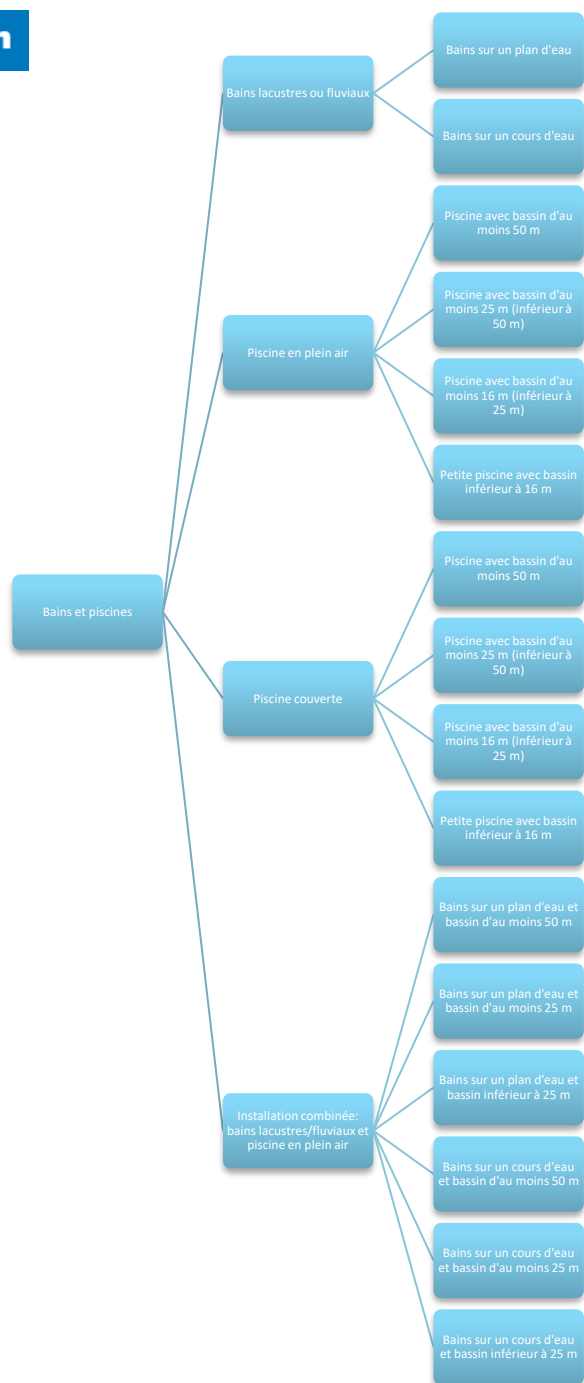 n
Bains sur un plan d'eau
Bains lacustres ou fluviaux
Bains sur un cours d'eau
Piscine avec bassin d'au
moins 50 m
Piscine avec bassin d'au
moins 25 m (inférieur à
50 m)
Piscine en plein air
Piscine avec bassin d'au
moins 16 m (inférieur à
25 m)
Petite piscine avec bassin
inférieur à 16 m
Piscine avec bassin d'au
moins 50 m
Bains et piscines
Piscine avec bassin d'au
moins 25 m (inférieur à
50 m)
Piscine couverte
Piscine avec bassin d'au
moins 16 m (inférieur à
25 m)
Petite piscine avec bassin
inférieur à 16 m
Bains sur un plan d'eau et
bassin d'au moins 50 m
Bains sur un plan d'eau et
bassin d'au moins 25 m
Bains sur un plan d'eau et
bassin inférieur à 25 m
Installation combinée:
bains lacustres/fluviaux et
piscine en plein air
Bains sur un cours d'eau
et bassin d'au moins 50 m
Bains sur un cours d'eau
et bassin d'au moins 25 m
Bains sur un cours d'eau
et bassin inférieur à 25 m